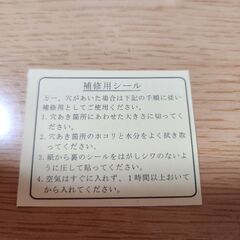 補修用シール
万一、穴があいた場合は下記の手順に従い
補修用としてご使用ください。
1. 穴あき箇所にあわせた大きさに切ってく
ださい。
2. 穴あき箇所のホコリと水分をよく拭き取
ってください。
3. 紙から裏のシールをはがしシワのないよ
うに圧して貼ってください。
4. 空気はすぐに入れず、1時間以上おいて
から入れてください。